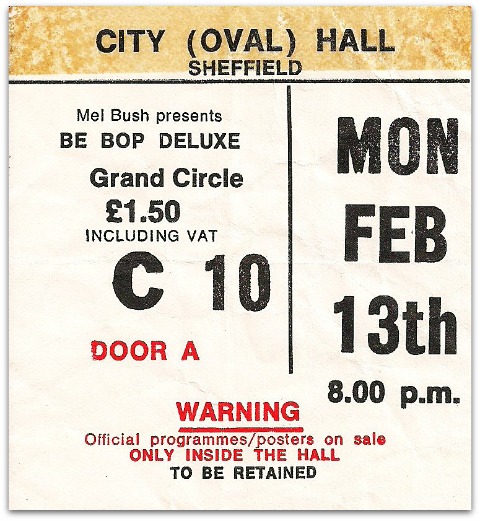 CITY (OVAL) HALL
SHEFFIELD
Mel Bush presents
BE BOP DELUXE
Grand Circle
£1.50
INCLUDING VAT
C 10
DOOR A
MON
FEB
13th
8.00 p.m.
WARNING
Official programmes/posters on sale
ONLY INSIDE THE HALL
TO BE RETAINED